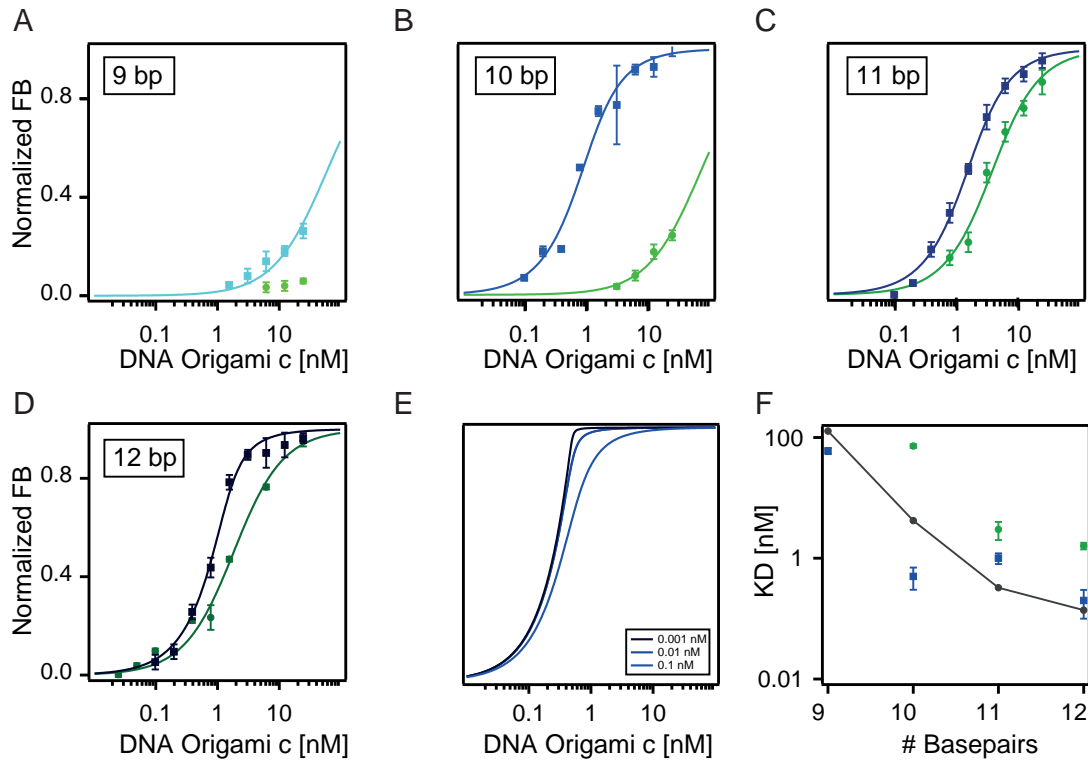 A
9 bp
Normalized FB
0.8
0.4
0.0
0.1 1 10
DNA Origami c [nM]
B
10 bp
0.1 1 10
DNA Origami c [nM]
C
11 bp
0.1 1 10
DNA Origami c [nM]
D
12 bp
Normalized FB
0.8
0.4
0.0
0.1 1 10
DNA Origami c [nM]
E
0.001 nM
0.01 nM
0.1 nM
0.1 1 10
DNA Origami c [nM]
F
KD [nM]
100
1
0.01
9 10 11 12
# Basepairs